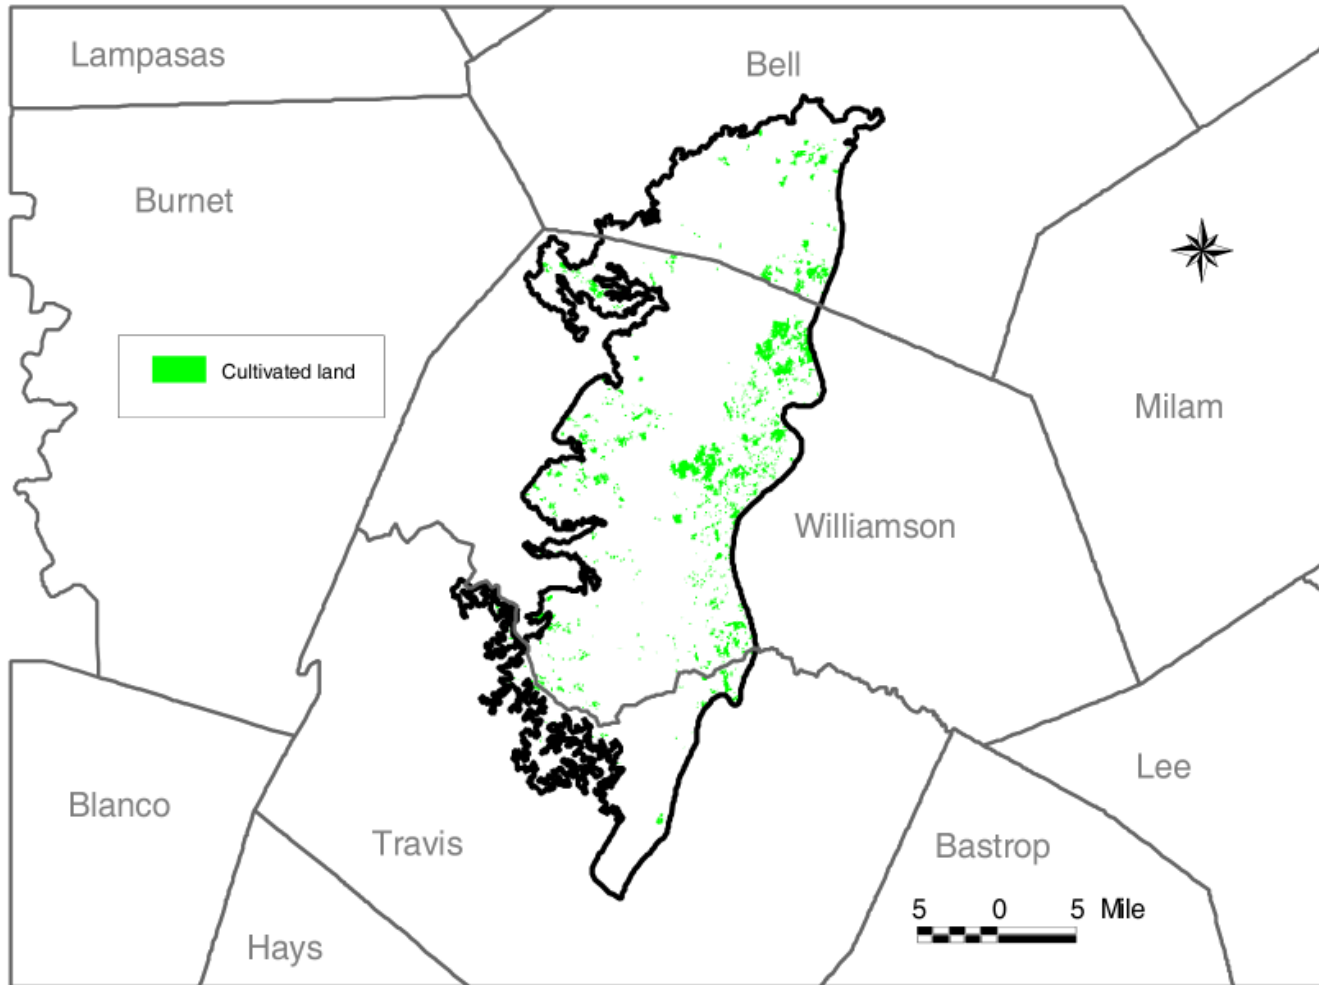 Lampasas
Bell
Burnet
Cultivated land
Milam
Williamson
Lee
Blanco
Travis
Bastrop
5 0 5 Mile
Hays